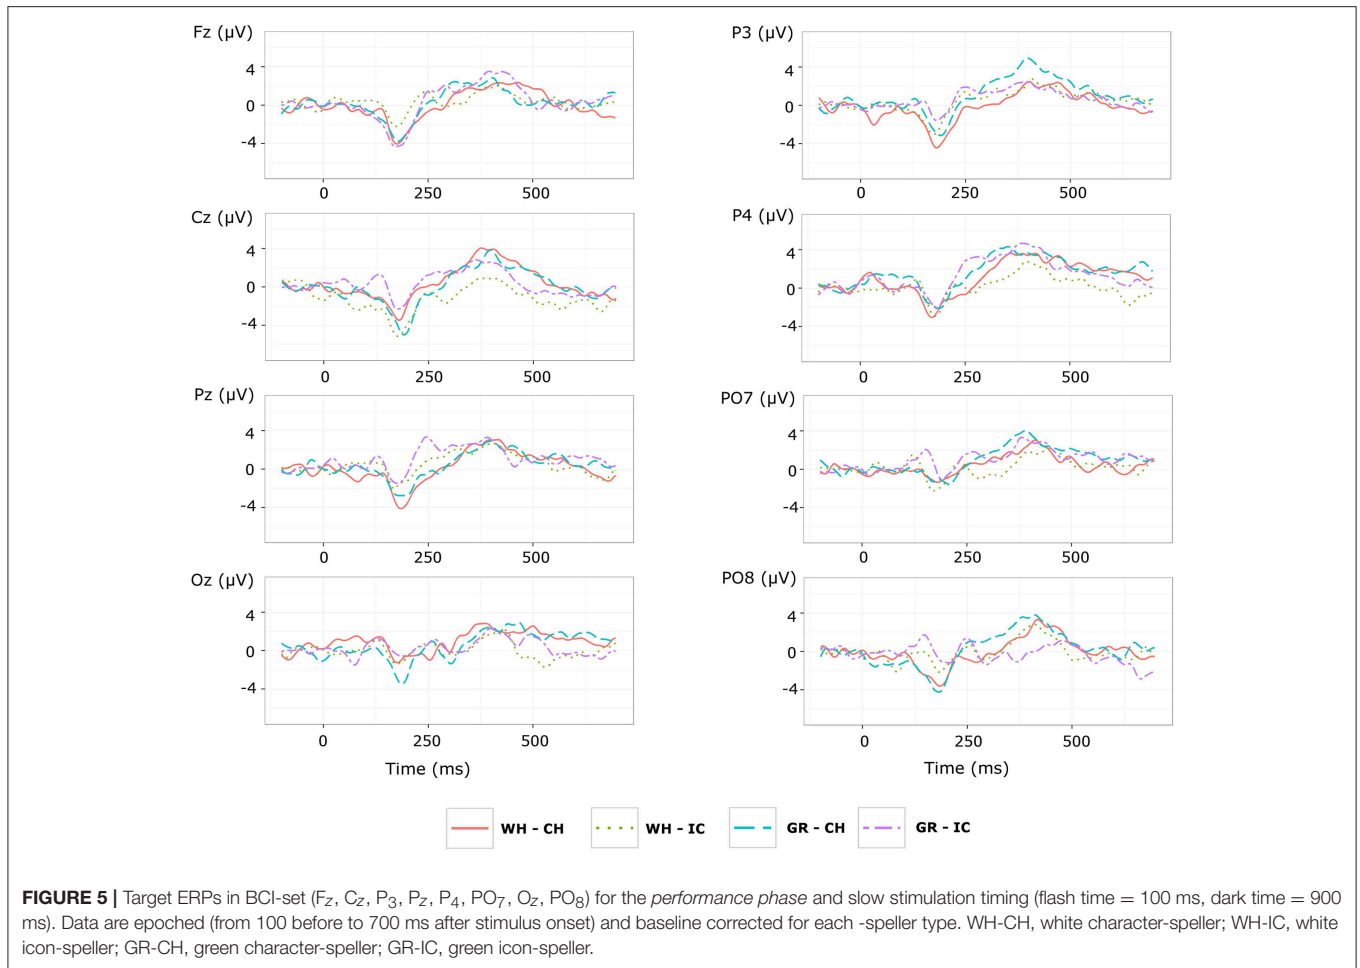 Fz (µV)
4
0
-4
0
250
500
Cz (µV)
4
0
-4
0
250
500
Pz (µV)
4
0
-4
0
250
500
Oz (µV)
4
0
-4
0
250
500
Time (ms)
P3 (µV)
4
0
-4
0
250
500
P4 (µV)
4
0
-4
0
250
500
PO7 (µV)
4
0
-4
0
250
500
PO8 (µV)
4
0
-4
0
250
500
Time (ms)
WH - CH
WH - IC
GR - CH
GR - IC
FIGURE 5 | Target ERPs in BCI-set (FZ, CZ, P3, PZ, P4, PO7, OZ, PO8) for the performance phase and slow stimulation timing (flash time = 100 ms, dark time = 900
ms). Data are epoched (from 100 before to 700 ms after stimulus onset) and baseline corrected for each -speller type. WH-CH, white character-speller; WH-IC, white
icon-speller; GR-CH, green character-speller; GR-IC, green icon-speller.